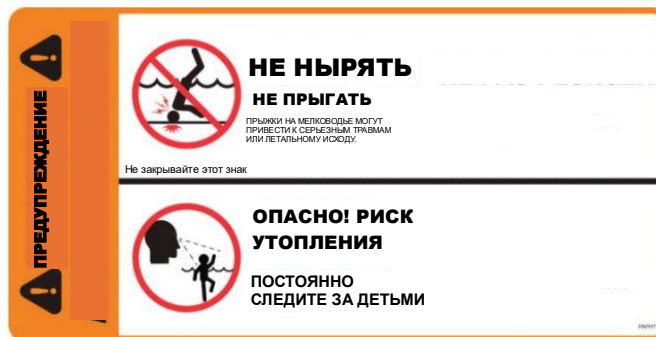 ПРЕДУПРЕЖДЕНИЕ
НЕ НЫРЯТЬ
НЕ ПРЫГАТЬ
ПРЫЖКИ НА МЕЛКОВОДЬЕ МОГУТ
ПРИВЕСТИ К СЕРЬЕЗНЫМ ТРАВМАМ
ИЛИ ЛЕТАЛЬНОМУ ИСХОДУ.
Не закрывайте этот знак
ОПАСНО! РИСК
УТОПЛЕНИЯ
ПОСТОЯННО
СЛЕДИТЕ ЗА ДЕТЬМИ